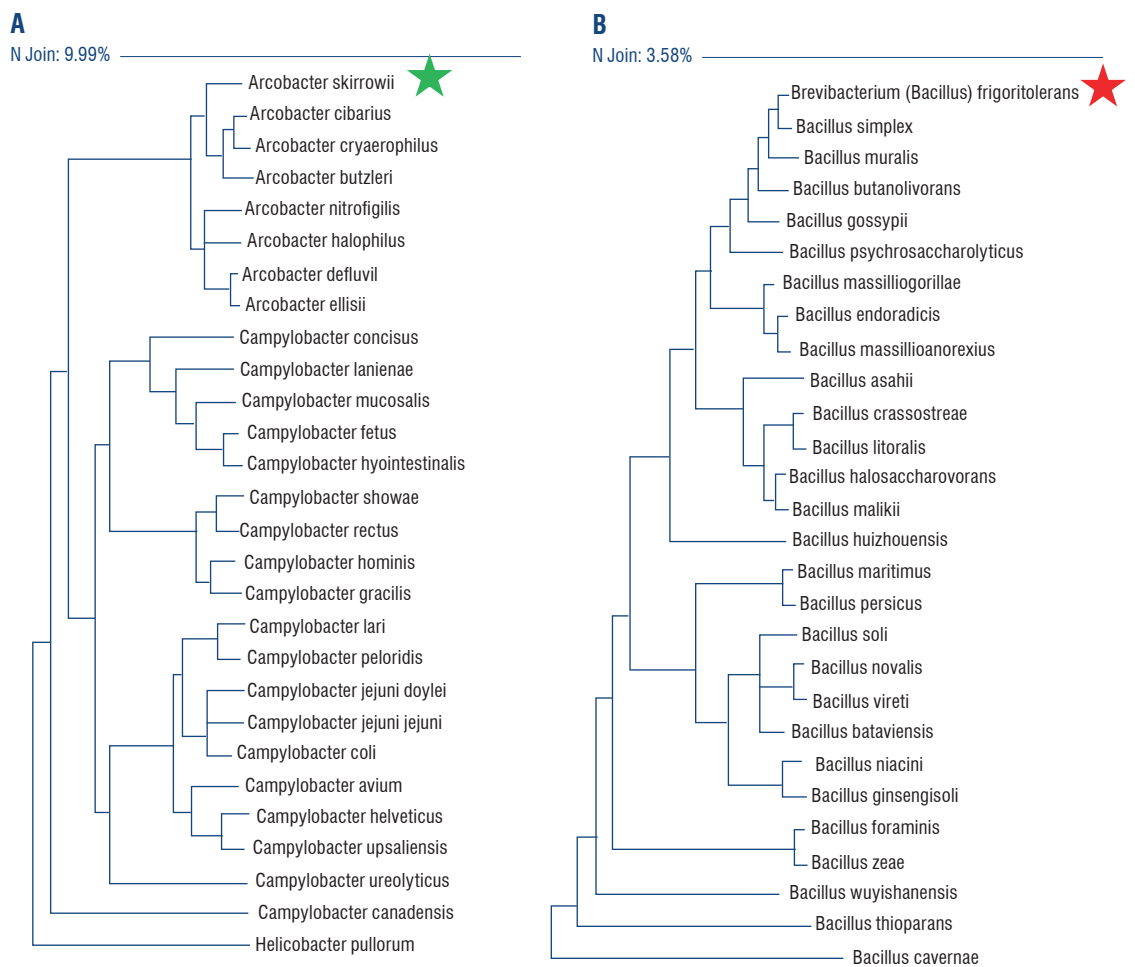 A
N Join: 9.99%
Arcobacter skirrowii
Arcobacter cibarius
Arcobacter cryaerophilus
Arcobacter butzleri
Arcobacter nitrofigilis
Arcobacter halophilus
Arcobacter defluvil
Arcobacter ellisii
Campylobacter concisus
Campylobacter lanienae
Campylobacter mucosalis
Campylobacter fetus
Campylobacter hyointestinalis
Campylobacter showae
Campylobacter rectus
Campylobacter hominis
Campylobacter gracilis
Campylobacter lari
Campylobacter peloridis
Campylobacter jejuni doylei
Campylobacter jejuni jejuni
Campylobacter coli
Campylobacter avium
Campylobacter helveticus
Campylobacter upsaliensis
Campylobacter ureolyticus
Campylobacter canadensis
Helicobacter pullorum
B
N Join: 3.58%
Brevibacterium (Bacillus) frigoritolerans
Bacillus simplex
Bacillus muralis
Bacillus butanolivorans
Bacillus gossypii
Bacillus psychrosaccharolyticus
Bacillus massilliogorillae
Bacillus endoradicis
Bacillus massillioanorexius
Bacillus asahii
Bacillus crassostreae
Bacillus litoralis
Bacillus halosaccharovorans
Bacillus malikii
Bacillus huizhouensis
Bacillus maritimus
Bacillus persicus
Bacillus soli
Bacillus novalis
Bacillus vireti
Bacillus bataviensis
Bacillus niacini
Bacillus ginsengisoli
Bacillus foraminis
Bacillus zeae
Bacillus wuyishanensis
Bacillus thioparans
Bacillus cavernae